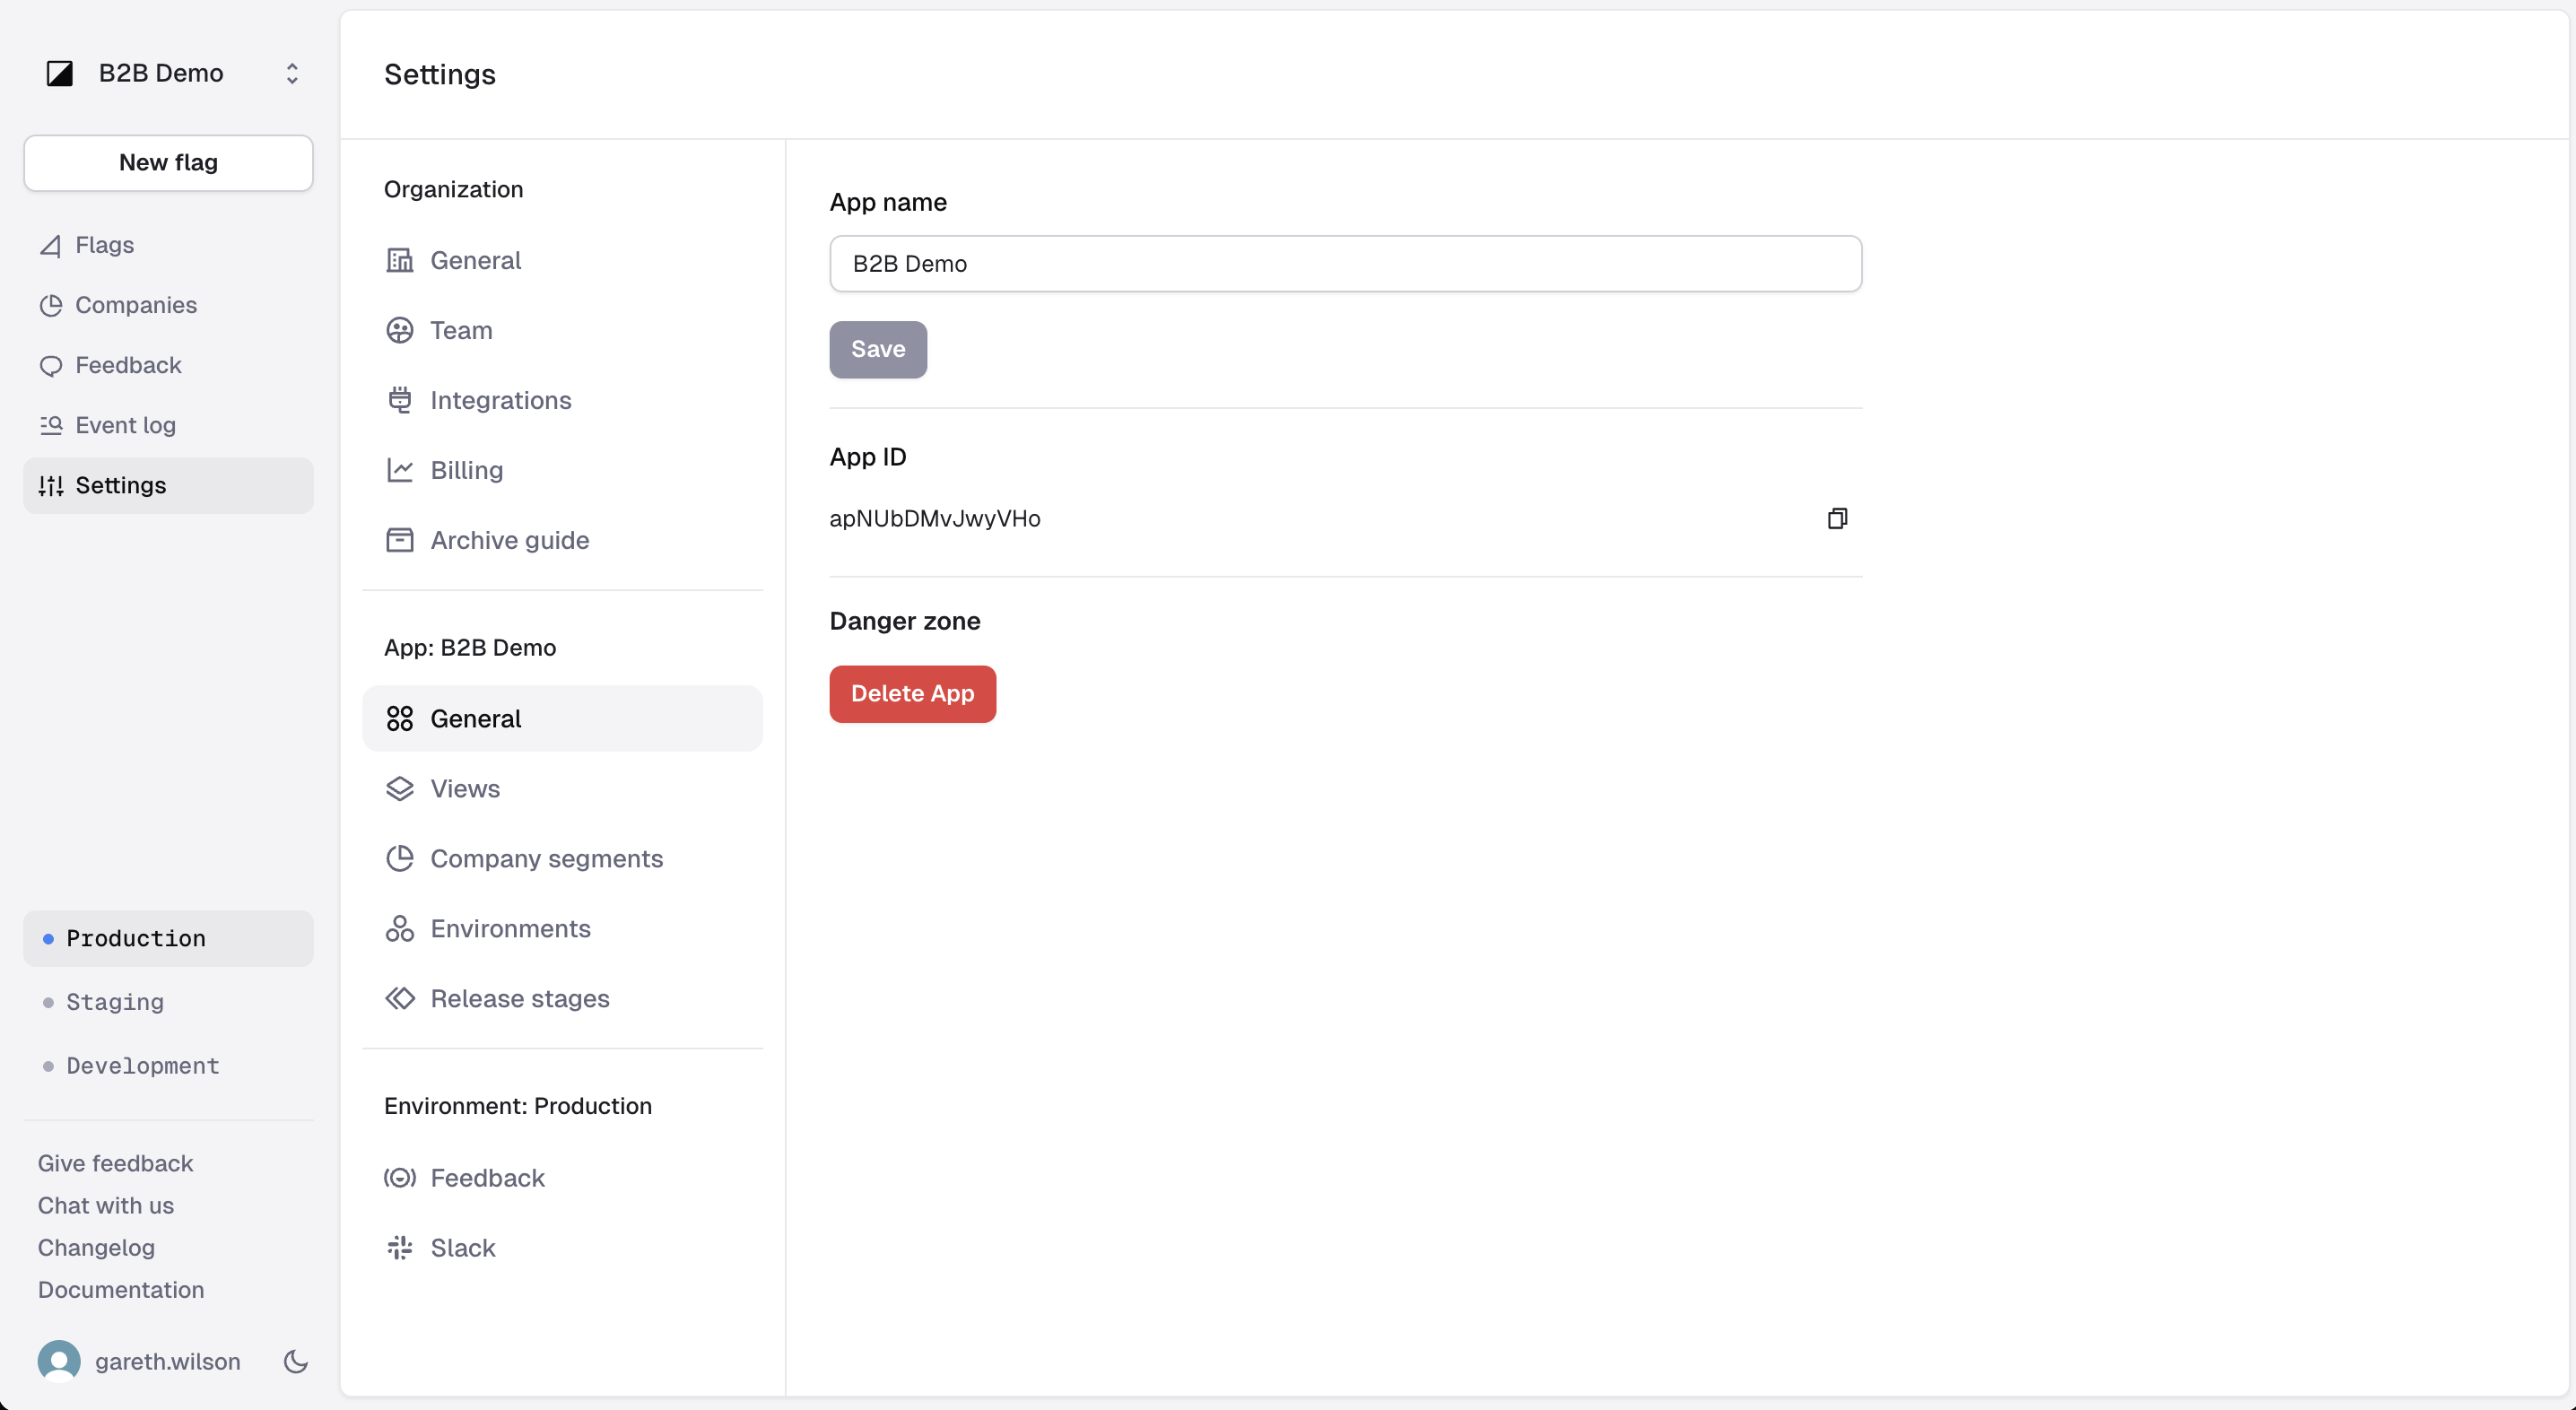 B2B Demo
New flag
Flags
Companies
Feedback
Event log
Settings
Production
Staging
Development
Give feedback
Chat with us
Changelog
Documentation
gareth.wilson
Settings
Organization
General
Team
Integrations
Billing
Archive guide
App: B2B Demo
General
Views
Company segments
Environments
Release stages
Environment: Production
Feedback
Slack
App name
B2B Demo
Save
App ID
apNUbDMvJwyVHo
Danger zone
Delete App